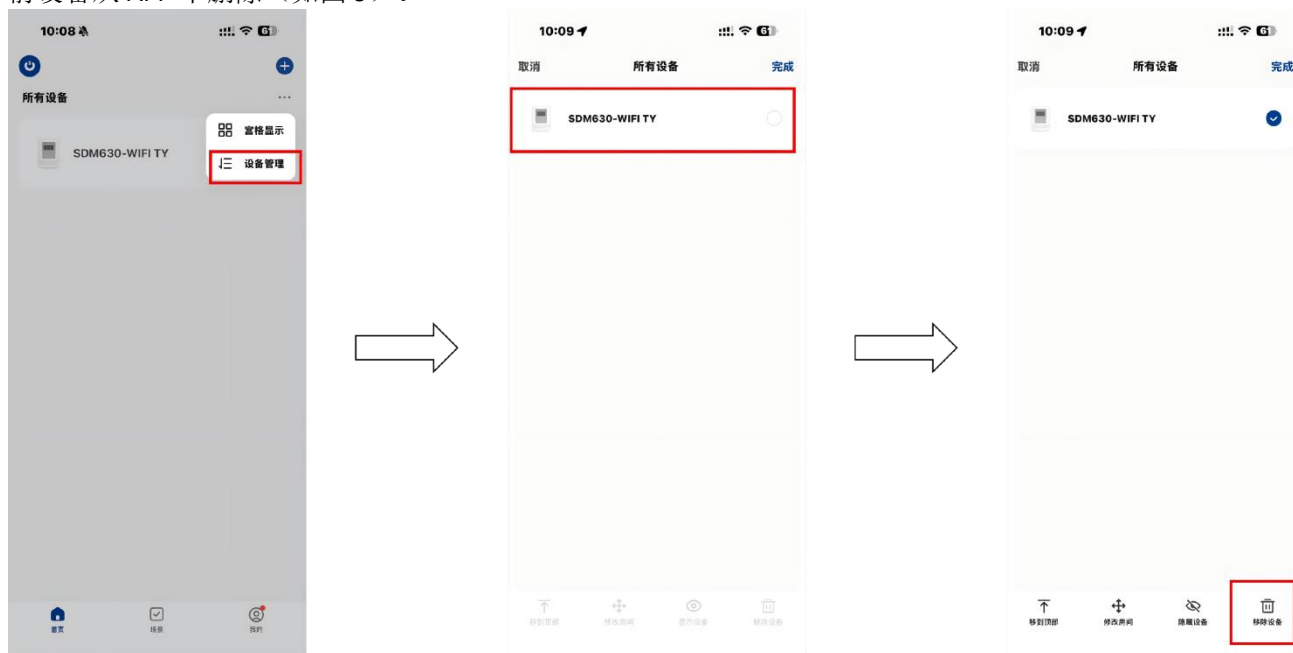 10:08
所有设备
宫格显示
SDM630-WIFI TY
设备管理
首页
场景
我的
10:09
取消
所有设备
完成
SDM630-WIFI TY
移到顶部
修改房间
显示设备
移除设备
10:09
取消
所有设备
完成
SDM630-WIFI TY
移到顶部
修改房间
隐藏设备
移除设备